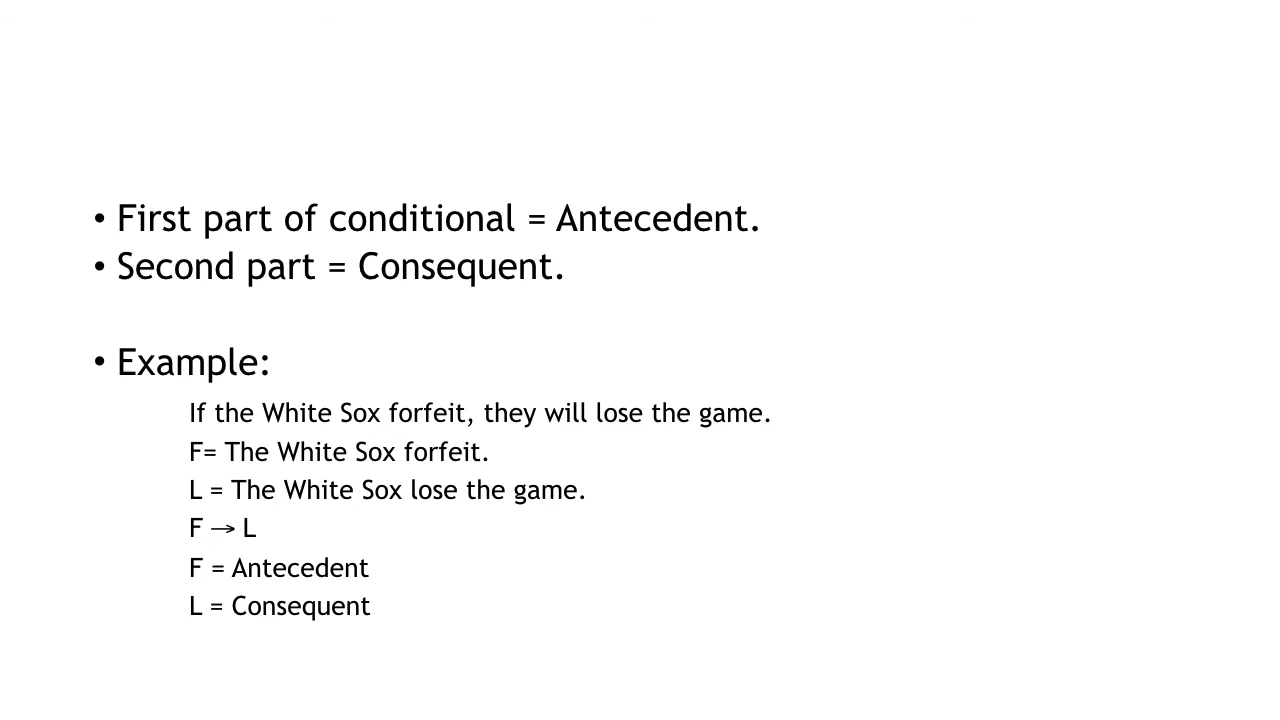 • First part of conditional = Antecedent.
• Second part = Consequent.
• Example:
If the White Sox forfeit, they will lose the game.
F= The White Sox forfeit.
L = The White Sox lose the game.
F → L
F = Antecedent
L = Consequent